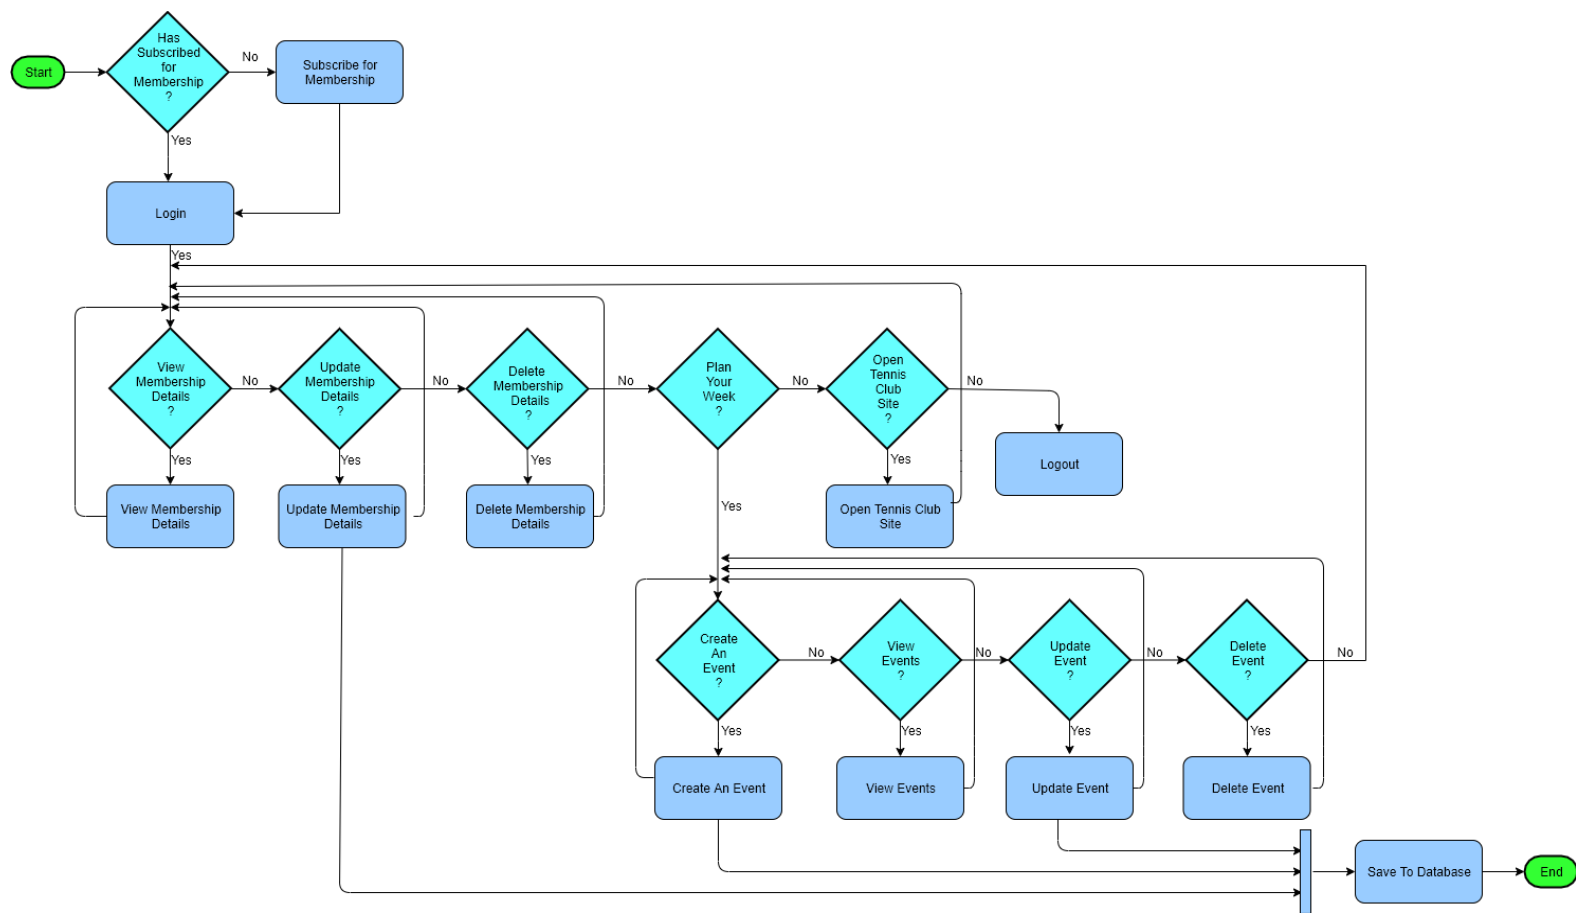 Start
Has
Subscribed
for
Membership
?
No
Subscribe for
Membership
Yes
Login
Yes
View
Membership
Details
?
No
Update
Membership
Details
?
No
Delete
Membership
Details
?
No
Plan
Your
Week
?
No
Open
Tennis
Club
Site
?
No
Logout
Yes
Yes
Yes
Yes
View Membership
Details
Update Membership
Details
Delete Membership
Details
Open Tennis Club
Site
Yes
Create
An
Event
?
No
View
Events
?
No
Update
Event
?
No
Delete
Event
?
No
Yes
Yes
Yes
Yes
Create An Event
View Events
Update Event
Delete Event
Save To Database
End